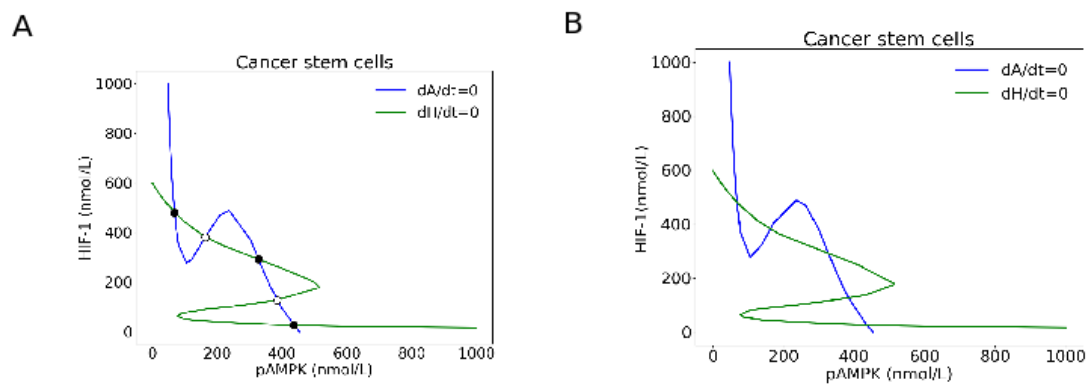 A
Cancer stem cells
dA/dt=0
dH/dt=0
1000
800
600
400
200
0
HIF-1 (nmol/L)
0 200 400 600 800 1000
pAMPK (nmol/L)
B
Cancer stem cells
dA/dt=0
dH/dt=0
1000
800
600
400
200
0
HIF-1(nmol/L)
0 200 400 600 800 1000
pAMPK (nmol/L)